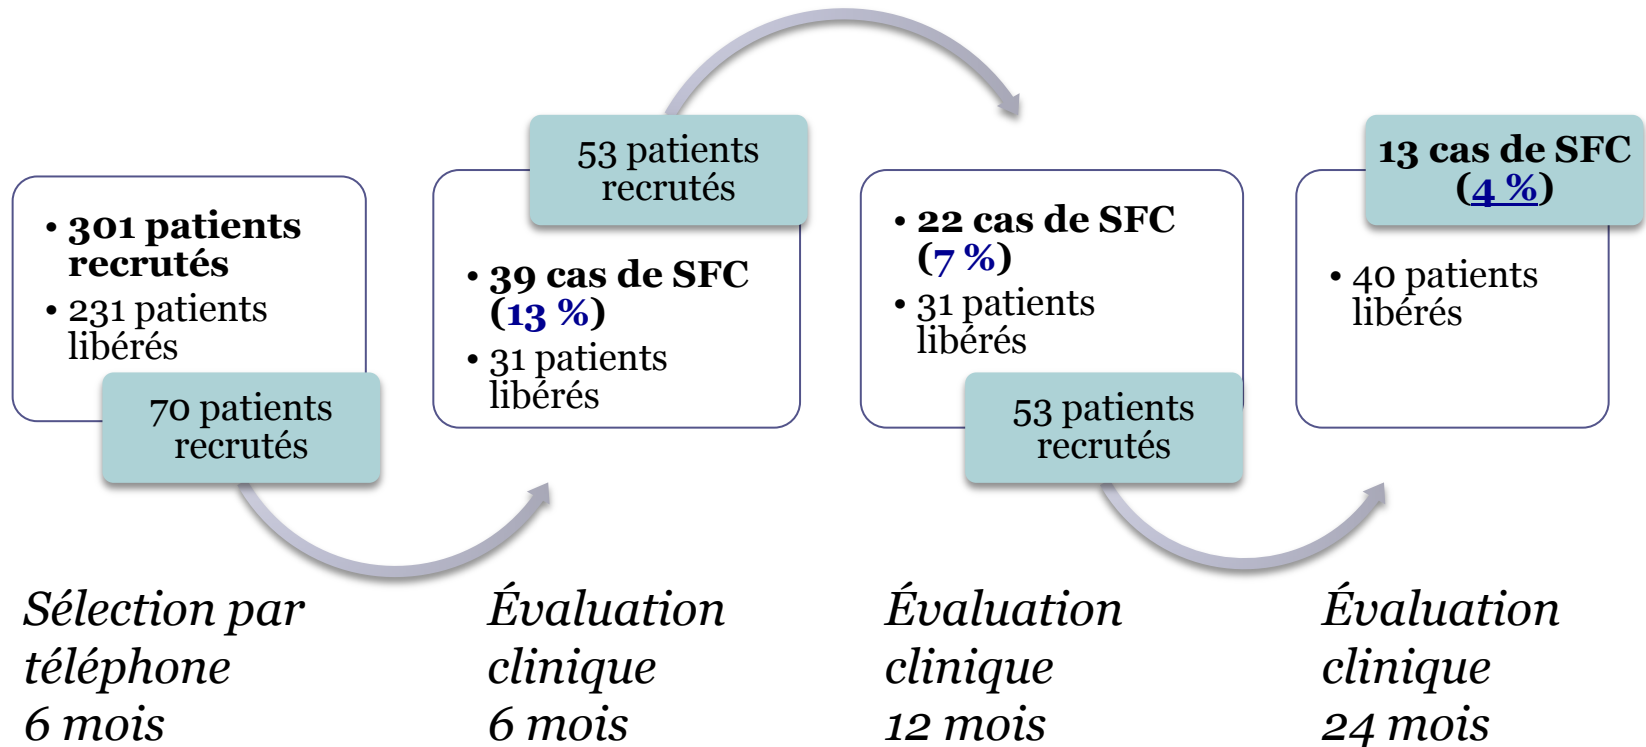 • 301 patients
recrutés
• 231 patients
libérés
70 patients
recrutés
53 patients
recrutés
• 39 cas de SFC
(13 %)
• 31 patients
libérés
• 22 cas de SFC
(7 %)
• 31 patients
libérés
53 patients
recrutés
13 cas de SFC
(4 %)
• 40 patients
libérés
Sélection par
téléphone
6 mois
Évaluation
clinique
6 mois
Évaluation
clinique
12 mois
Évaluation
clinique
24 mois